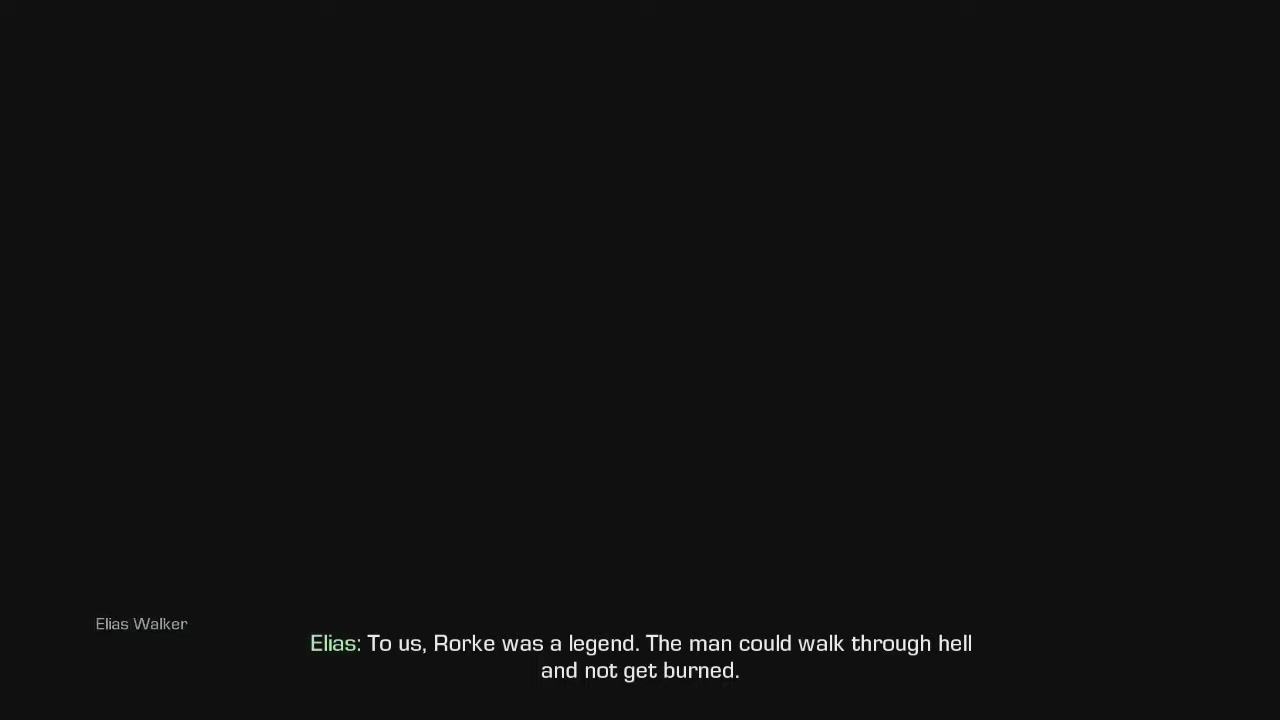 Elias Walker
Elias: To us, Rorke was a legend. The man could walk through hell
and not get burned.